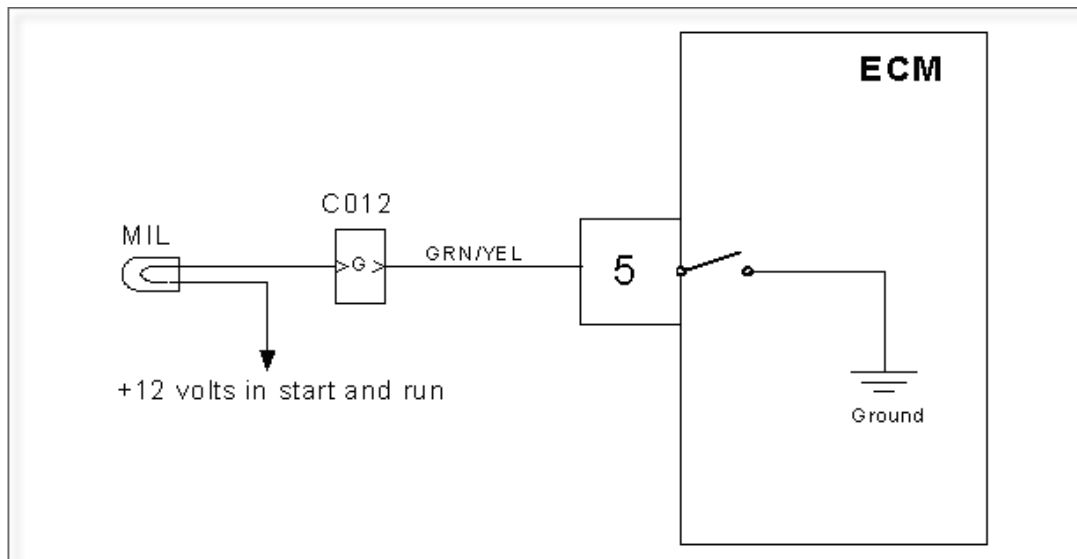 ECM
C012
MIL
G
GRN/YEL
5
+12 volts in start and run
Ground